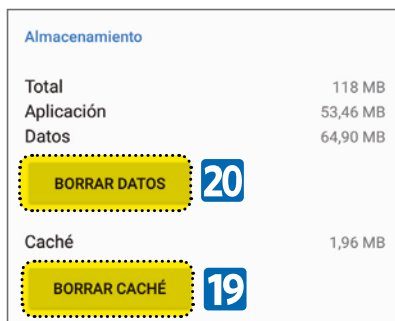 Almacenamiento
Total 118 MB
Aplicación 53,46 MB
Datos 64,90 MB
BORRAR DATOS 20
Caché 1,96 MB
BORRAR CACHÉ 19